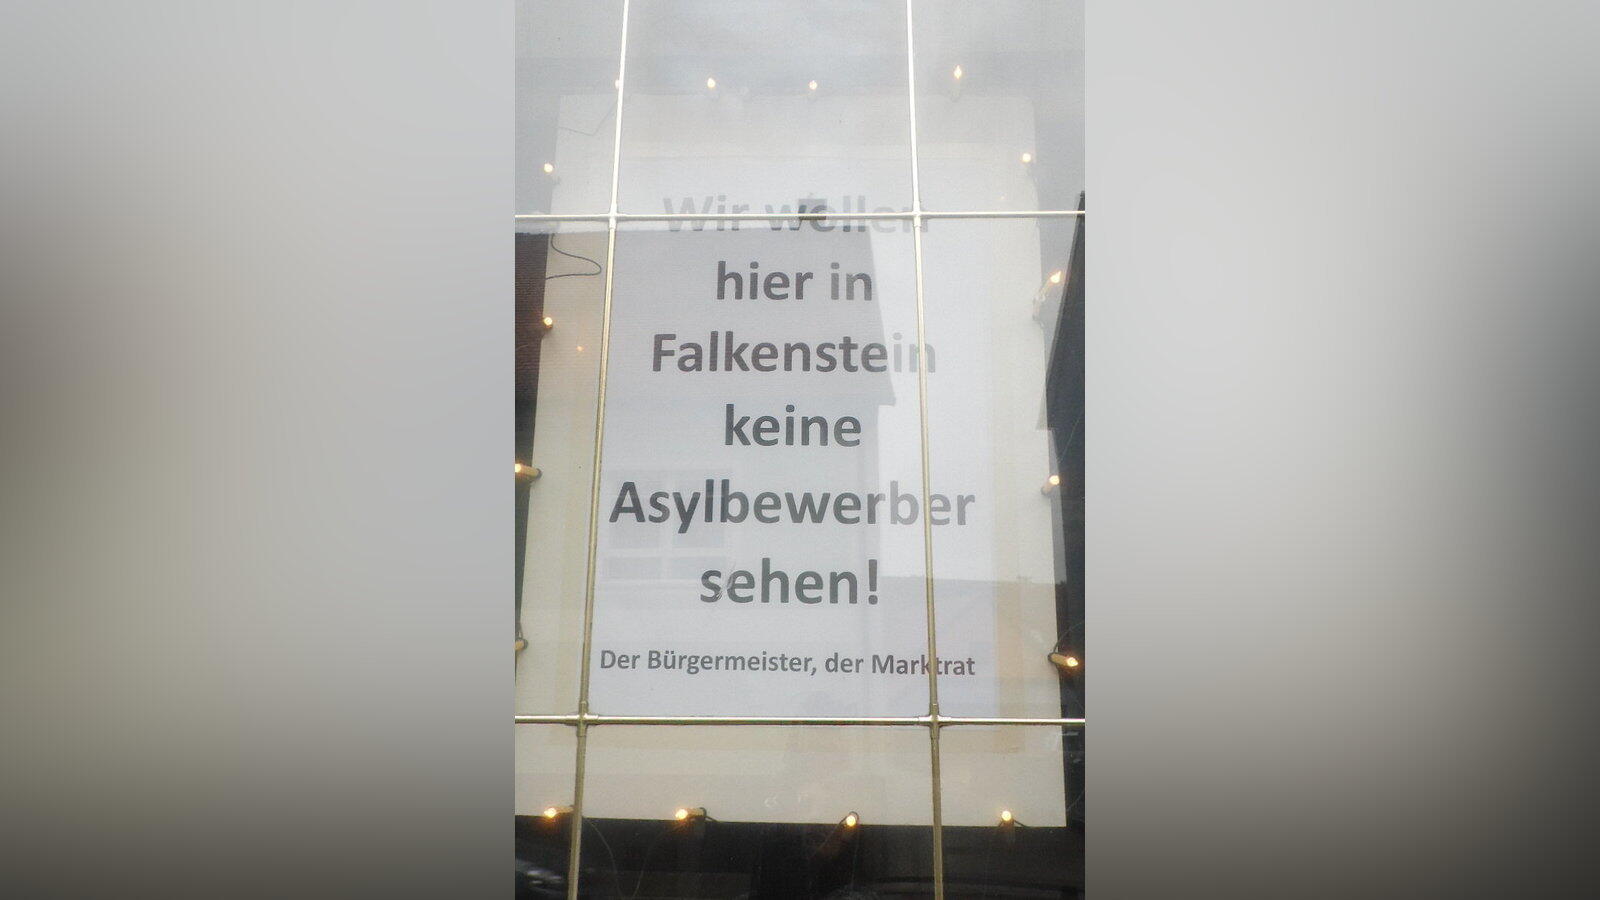 Wir wollen
hier in
Falkenstein
keine
Asylbewerber
sehen!
Der Bürgermeister, der Marktrat